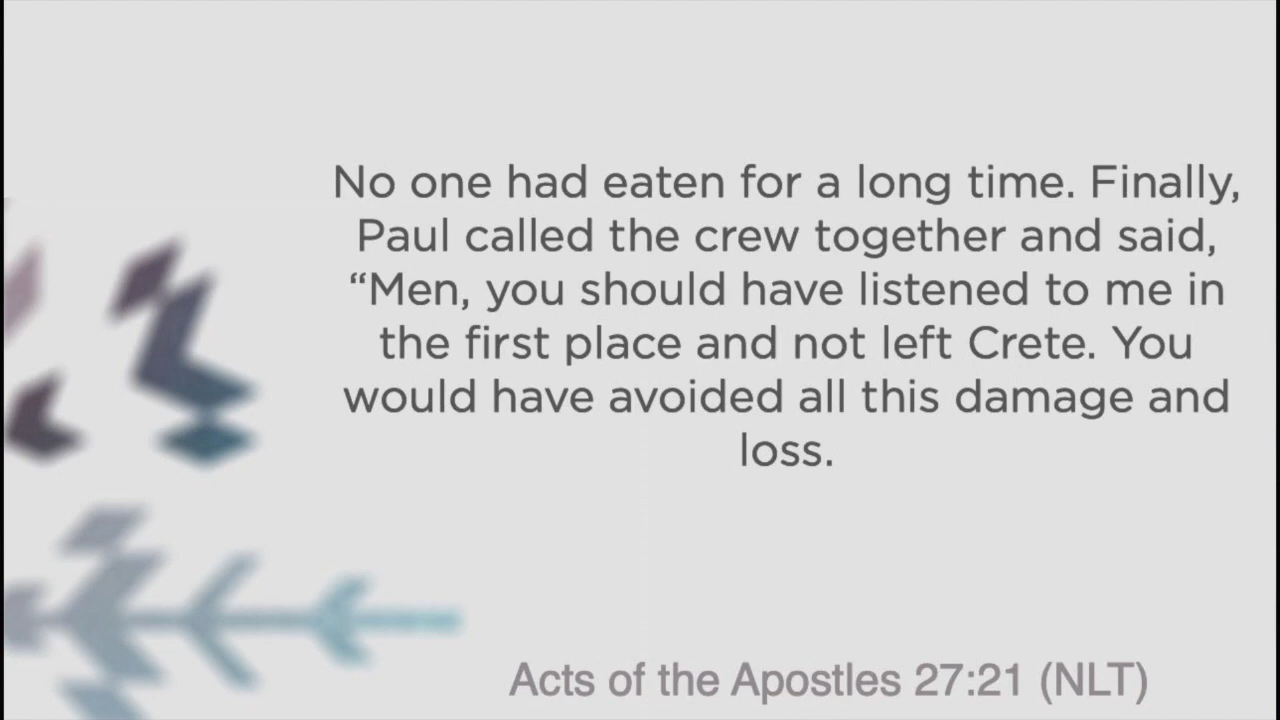 No one had eaten for a long time. Finally,
Paul called the crew together and said,
“Men, you should have listened to me in
the first place and not left Crete. You
would have avoided all this damage and
loss.
Acts of the Apostles 27:21 (NLT)